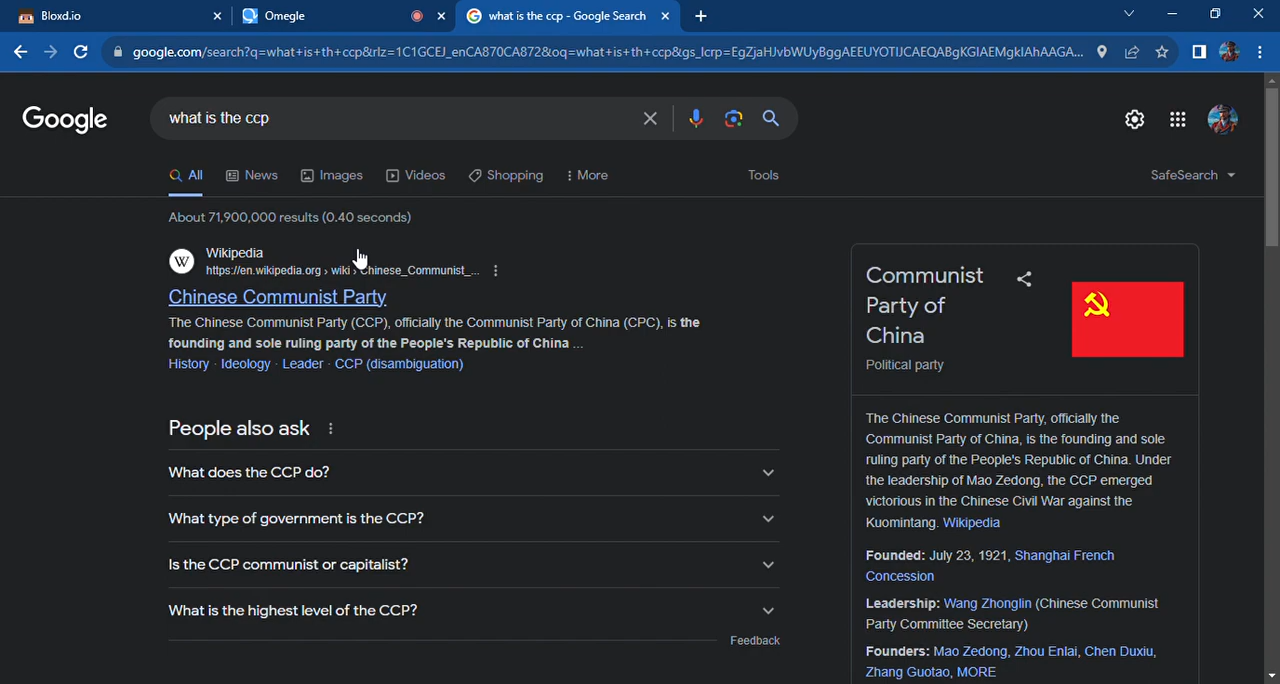 Bloxd.io
Omegle
what is the ccp - Google Search
google.com/search?q=what+is+th+ccp&rlz=1C1GCEJ_enCA870CA872&oq=what+is+th+ccp&gs_lcrp=EgZjaHJvbWUyBggAEEUYOTIJCAEQABgKGIAEMgkIAhAAGA...
Google
what is the ccp
All
News
Images
Videos
Shopping
More
Tools
SafeSearch
About 71,900,000 results (0.40 seconds)
W
Wikipedia
https://en.wikipedia.org › wiki › Chinese_Communist_...
Chinese Communist Party
The Chinese Communist Party (CCP), officially the Communist Party of China (CPC), is the
founding and sole ruling party of the People's Republic of China ...
History · Ideology · Leader · CCP (disambiguation)
People also ask
What does the CCP do?
What type of government is the CCP?
Is the CCP communist or capitalist?
What is the highest level of the CCP?
Feedback
Communist
Party of
China
Political party
The Chinese Communist Party, officially the
Communist Party of China, is the founding and sole
ruling party of the People's Republic of China. Under
the leadership of Mao Zedong, the CCP emerged
victorious in the Chinese Civil War against the
Kuomintang. Wikipedia
Founded: July 23, 1921, Shanghai French
Concession
Leadership: Wang Zhonglin (Chinese Communist
Party Committee Secretary)
Founders: Mao Zedong, Zhou Enlai, Chen Duxiu,
Zhang Guotao, MORE